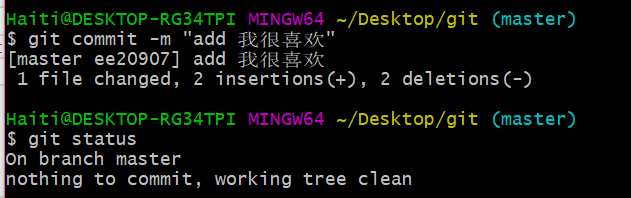 Haiti@DESKTOP-RG34TPI MINGW64 ~/Desktop/git (master)
$ git commit -m "add 我很喜欢"
[master ee20907] add 我很喜欢
 1 file changed, 2 insertions(+), 2 deletions(-)

Haiti@DESKTOP-RG34TPI MINGW64 ~/Desktop/git (master)
$ git status
On branch master
nothing to commit, working tree clean